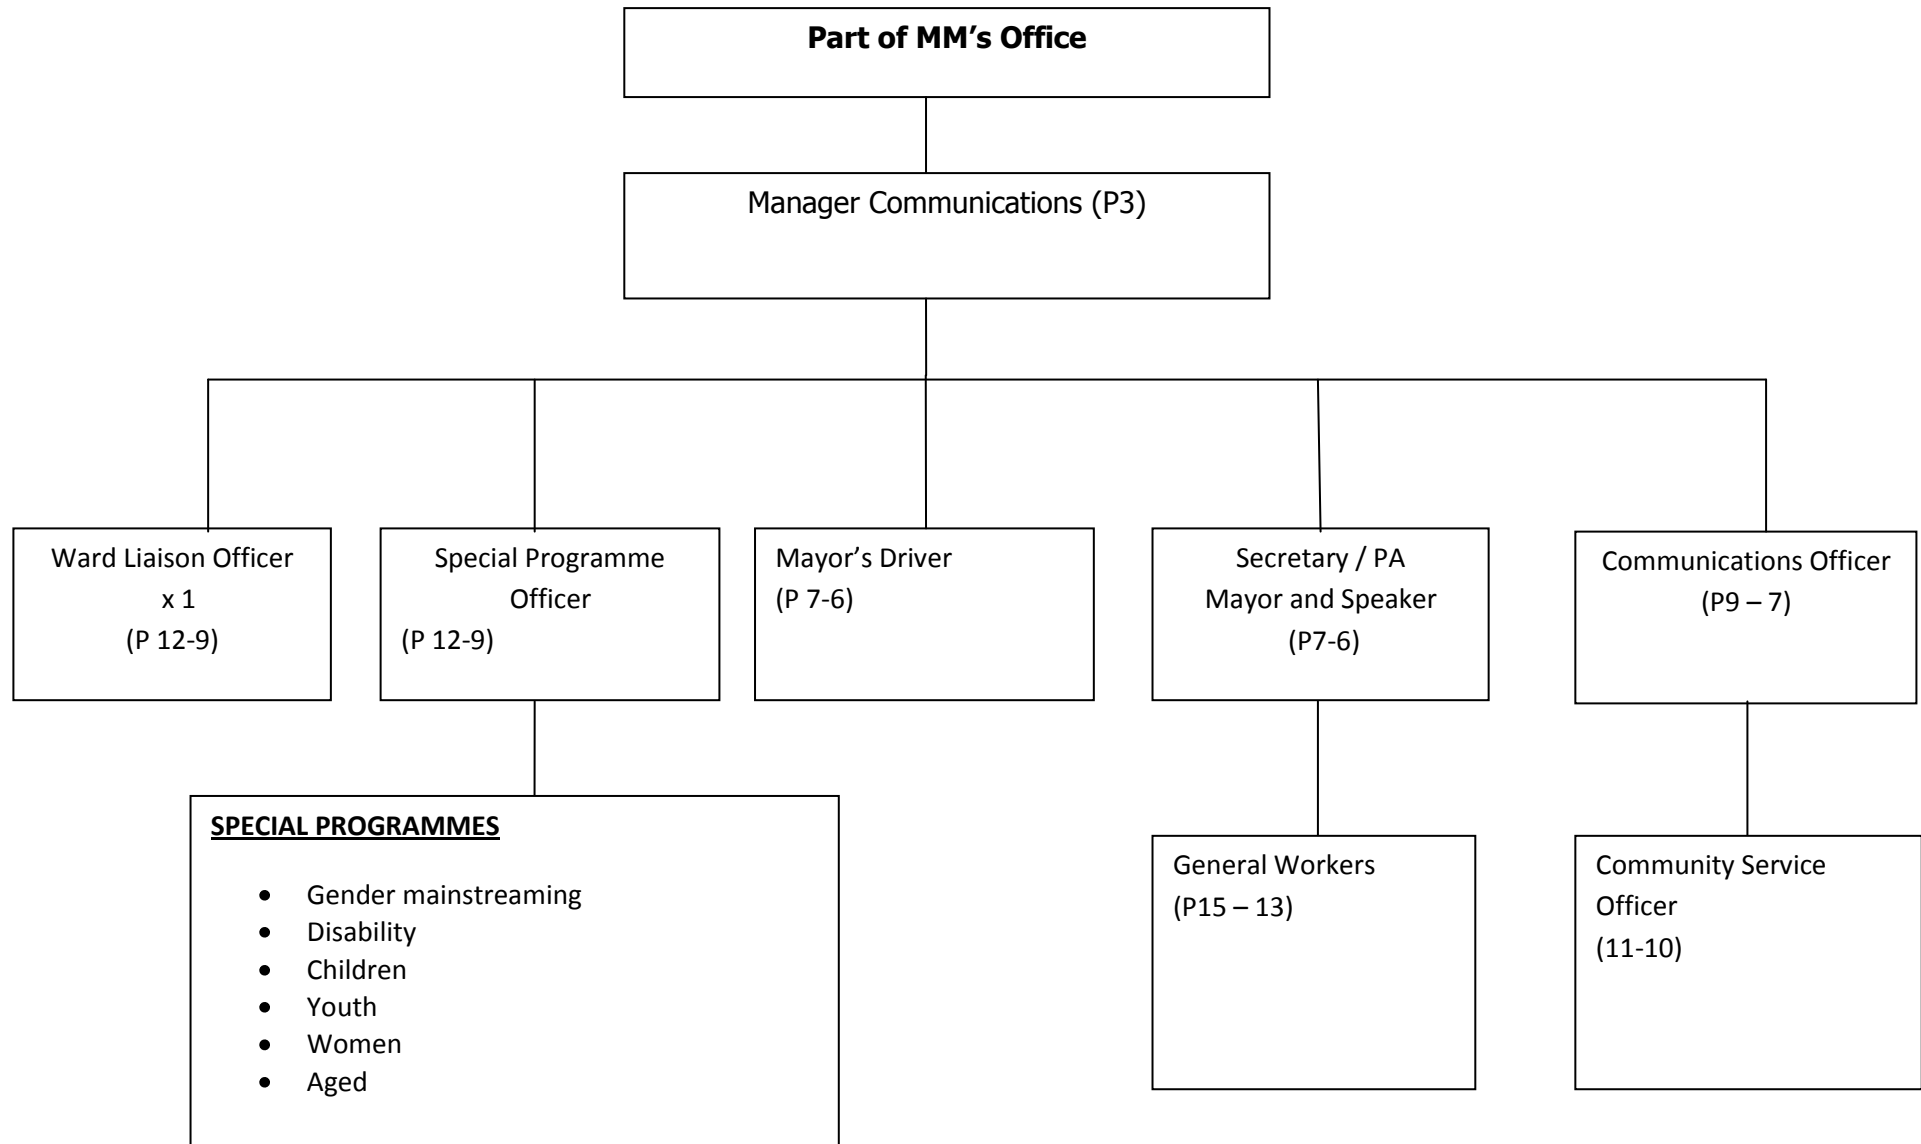 Part of MM’s Office
Manager Communications (P3)
Ward Liaison Officer
x 1
(P 12-9)
Special Programme
Officer
(P 12-9)
Mayor’s Driver
(P 7-6)
Secretary / PA
Mayor and Speaker
(P7-6)
Communications Officer
(P9 – 7)
SPECIAL PROGRAMMES
• Gender mainstreaming
• Disability
• Children
• Youth
• Women
• Aged
General Workers
(P15 – 13)
Community Service
Officer
(11-10)